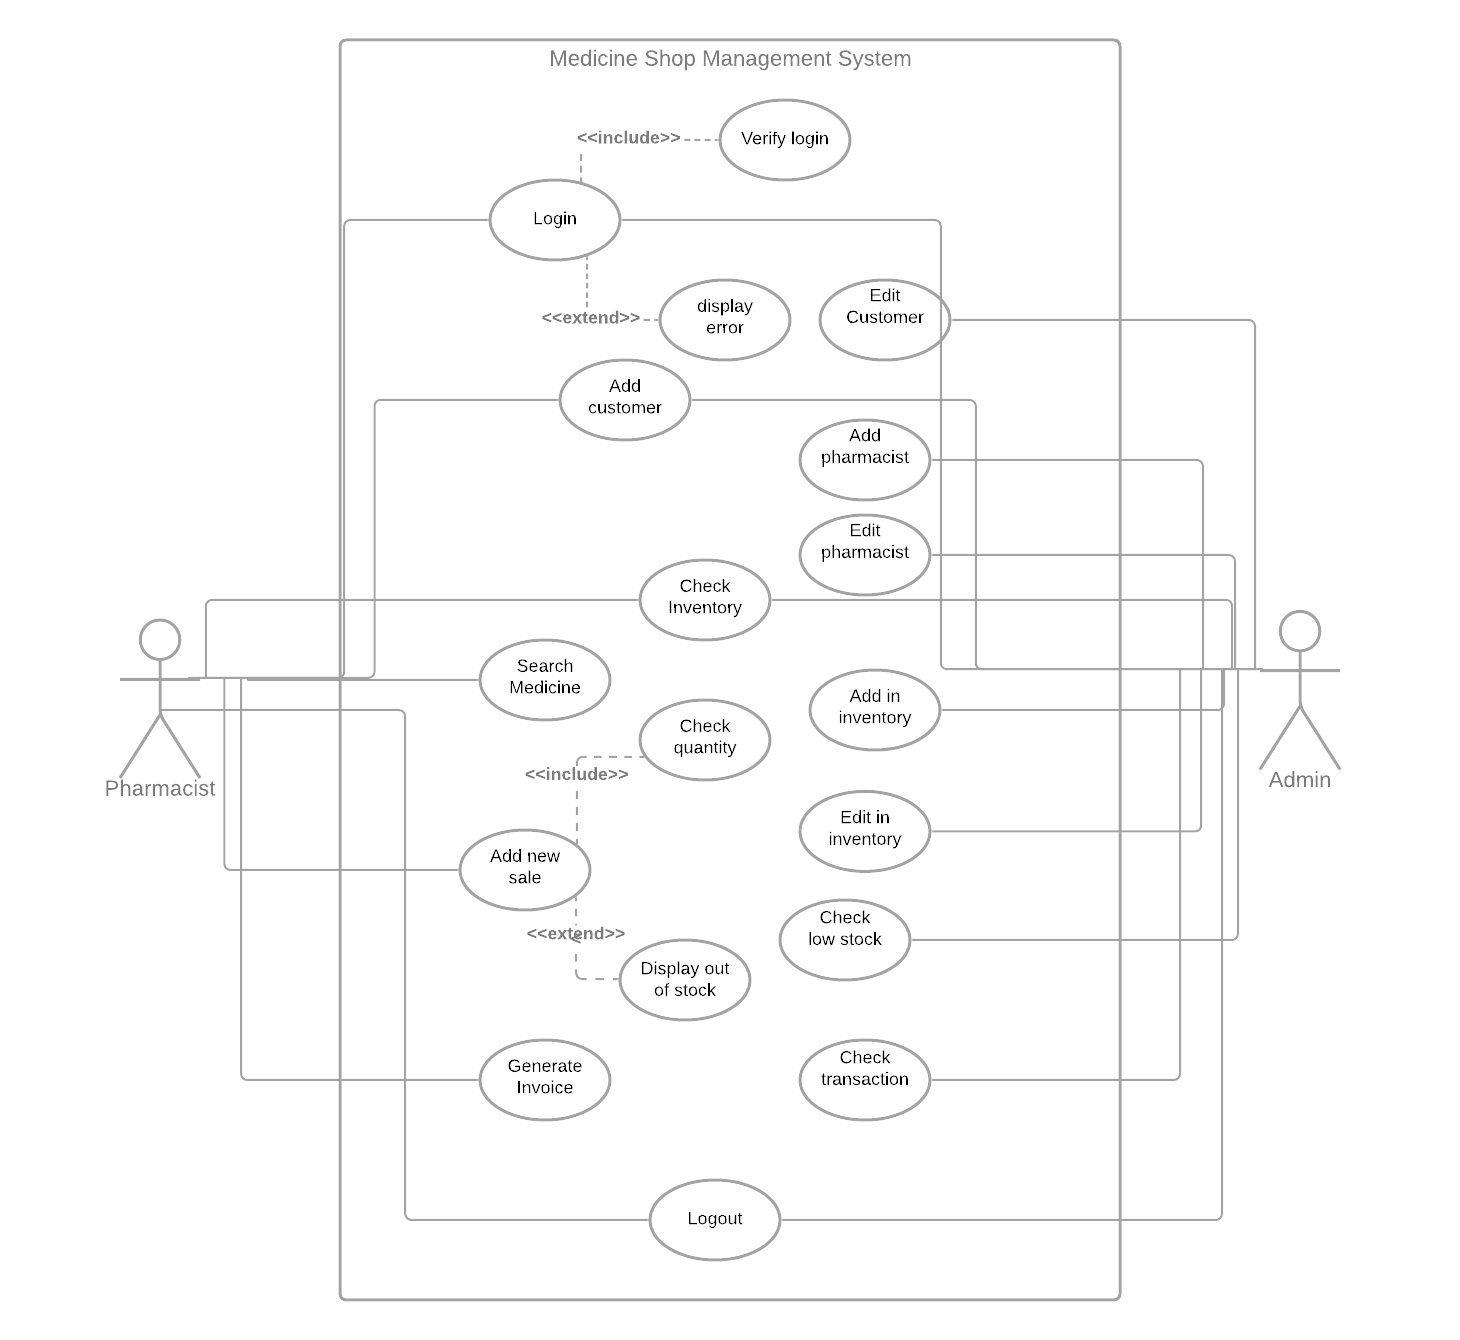 Medicine Shop Management System
<<include>>
Verify login
Login
<<extend>>
display
error
Edit
Customer
Add
customer
Add
pharmacist
Edit
pharmacist
Check
Inventory
Search
Medicine
Add in
inventory
Check
quantity
<<include>>
Pharmacist
Admin
Edit in
inventory
Add new
sale
<<extend>>
Check
low stock
Display out
of stock
Generate
Invoice
Check
transaction
Logout